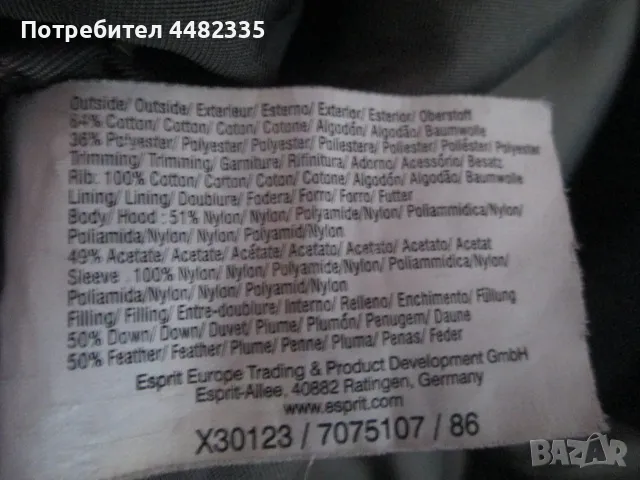 Потребител 4482335
Outside/ Outside/ Exterieur/ Esterno/ Exterior/ Esterior/ Oberstoff
64% Cotton/ Cotton/ Coton/ Cotone/ Algodón/ Algodão/ Baumwolle
36% Polyester/ Polyester/ Polyester/ Poliestere/ Poliester/ Poliéster/ Polyester
Trimming/ Trimming/ Garniture/ Rifinitura/ Adorno/ Acessório/ Besatz
Rib: 100% Cotton/ Cotton/ Coton/ Cotone/ Algodón/ Algodão/ Baumwolle
Lining/ Lining/ Doublure/ Fodera/ Forro/ Forro/ Futter
Body/ Hood : 51% Nylon/ Nylon/ Polyamide/Nylon/ Poliammidica/Nylon/
Poliamida/Nylon/ Nylon/ Polyamid/Nylon
49% Acetate/ Acetate/ Acétate/ Acetato/ Acetato/ Acetato/ Acetat
Sleeve : 100% Nylon/ Nylon/ Polyamide/Nylon/ Poliammidica/Nylon/
Poliamida/Nylon/ Nylon/ Polyamid/Nylon
Filling/ Filling/ Entre-doublure/ Interno/ Relleno/ Enchimento/ Füllung
50% Down/ Down/ Duvet/ Piume/ Plumón/ Penugem/ Daune
50% Feather/ Feather/ Plume/ Penne/ Pluma/ Penas/ Feder
Esprit Europe Trading & Product Development GmbH
Esprit-Allee, 40882 Ratingen, Germany
www.esprit.com
X30123 / 7075107 / 86
BAZAR